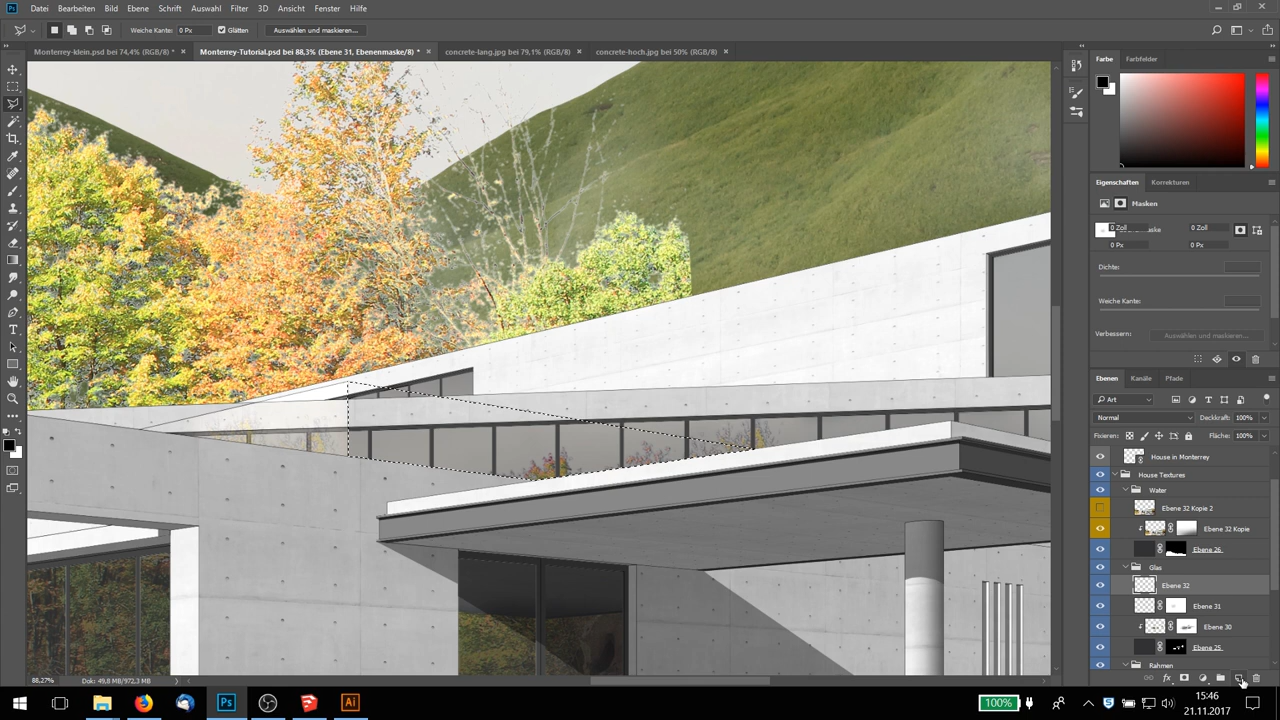 Datei Bearbeiten Bild Ebene Schrift Auswahl Filter 3D Ansicht Fenster Hilfe
Weiche Kante: 0 Px Glätten Auswählen und maskieren...
Monterrey-klein.psd bei 74,4% (RGB/8) * × Monterrey-Tutorial.psd bei 88,3% (Ebene 31, Ebenenmaske/8) * × concrete-lang.jpg bei 79,1% (RGB/8) × concrete-hoch.jpg bei 50% (RGB/8) ×
Farbe Farbfelder
Eigenschaften Korrekturen
Masken
0 Zoll 0 Zoll
0 Px 0 Px
Dichte:
Weiche Kante:
Verbessern: Auswählen und maskieren...
Ebenen Kanäle Pfade
Art
Normal Deckkraft: 100%
Fixieren: Fläche: 100%
House in Monterrey
House Textures
Water
Ebene 32 Kopie 2
Ebene 32 Kopie
Ebene 26
Glas
Ebene 32
Ebene 31
Ebene 30
Ebene 25
Rahmen
88,27% Dok: 49,8 MB/972,3 MB
Ps Ai 100% 15:46
21.11.2017